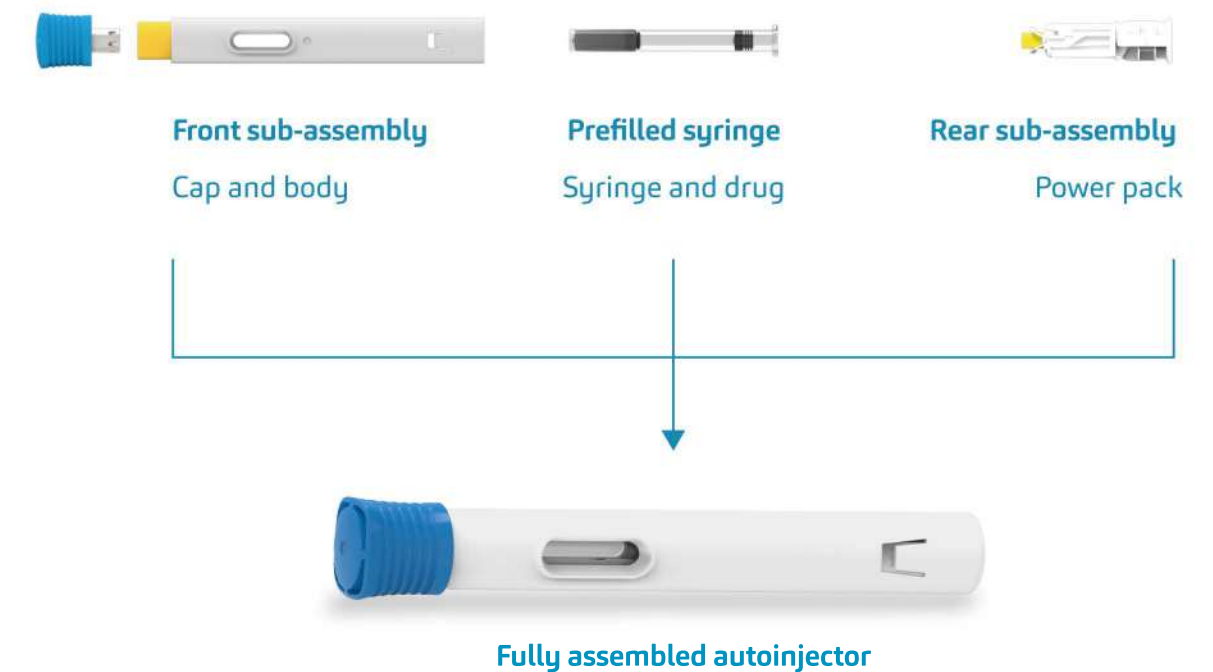 Front sub-assembly
Cap and body
Prefilled syringe
Syringe and drug
Rear sub-assembly
Power pack
Fully assembled autoinjector